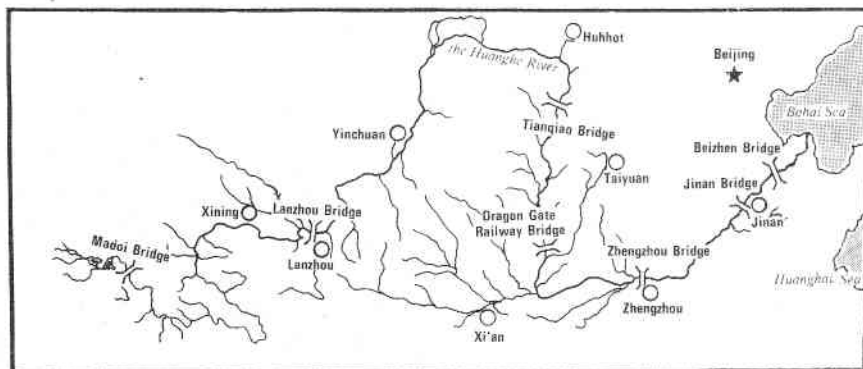 Huhhot
the Huanghe River
Beijing
Bohai Sea
Yinchuan
Tianqiao Bridge
Beizhen Bridge
Taiyuan
Jinan Bridge
Xining
Lanzhou Bridge
Dragon Gate
Railway Bridge
Jinan
Madoi Bridge
Lanzhou
Zhengzhou Bridge
Huanghai Sea
Zhengzhou
Xi'an